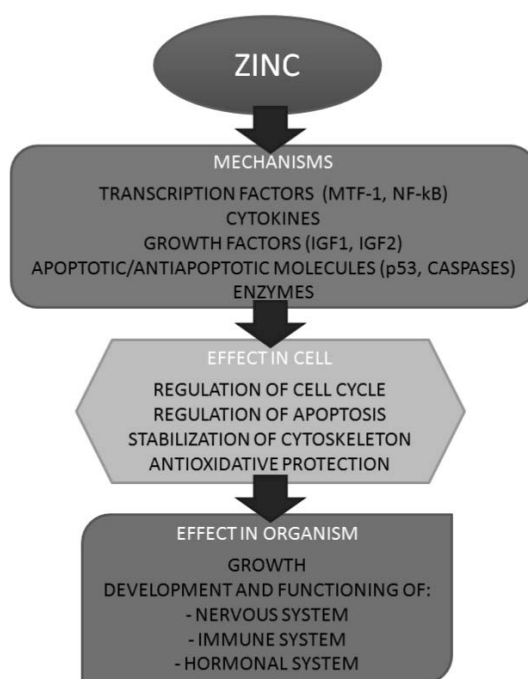 ZINC
MECHANISMS
TRANSCRIPTION FACTORS (MTF-1, NF-kB)
CYTOKINES
GROWTH FACTORS (IGF1, IGF2)
APOPTOTIC/ANTIAPOPTOTIC MOLECULES (p53, CASPASES)
ENZYMES
EFFECT IN CELL
REGULATION OF CELL CYCLE
REGULATION OF APOPTOSIS
STABILIZATION OF CYTOSKELETON
ANTIOXIDATIVE PROTECTION
EFFECT IN ORGANISM
GROWTH
DEVELOPMENT AND FUNCTIONING OF:
- NERVOUS SYSTEM
- IMMUNE SYSTEM
- HORMONAL SYSTEM